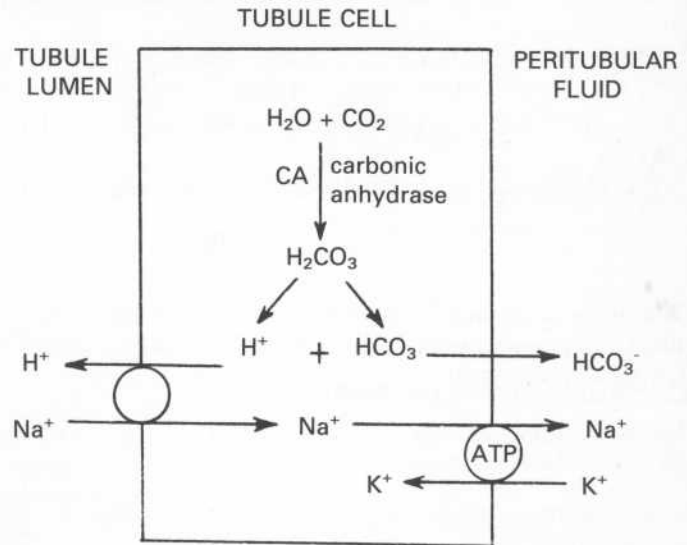 TUBULE CELL
TUBULE
LUMEN
PERITUBULAR
FLUID
H₂O + CO₂
CA
carbonic
anhydrase
H₂CO₃
H⁺ + HCO₃
H⁺
HCO₃⁻
Na⁺
Na⁺
Na⁺
ATP
K⁺
K⁺